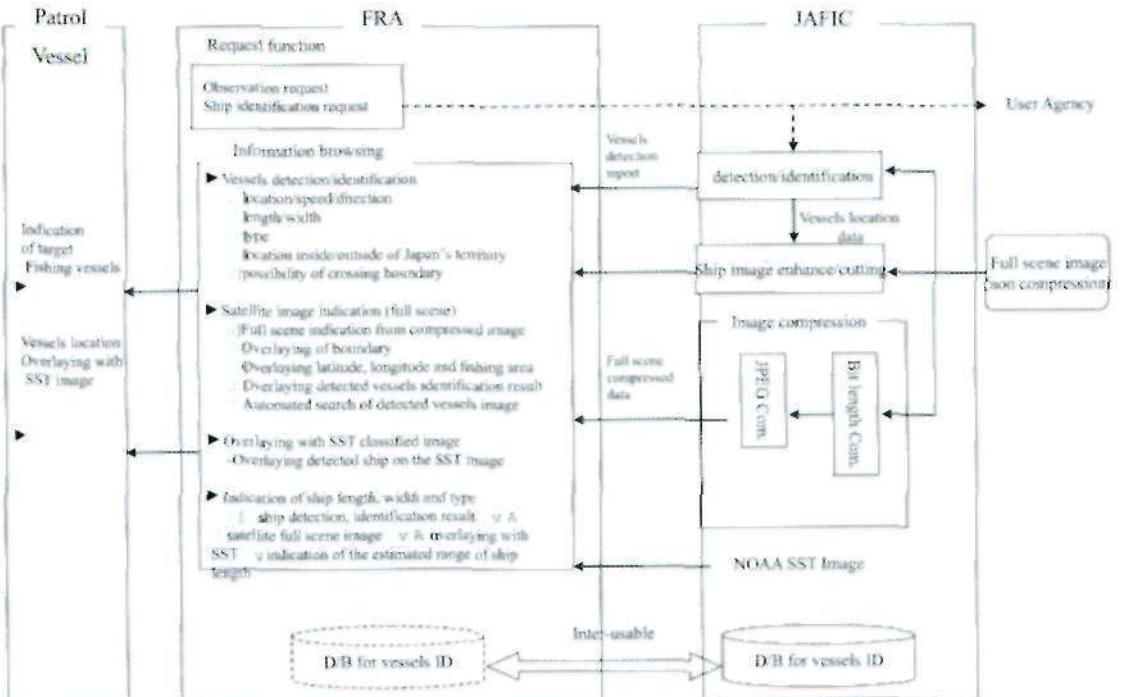 Patrol
Vessel
FRA
JAFIC
Request function
Observation request
Ship identification request
User Agency
Information browsing
Vessels
detection
report
detection/identification
Vessels detection/identification
location/speed/direction
length/width
type
location inside/outside of Japan's territory
possibility of crossing boundary
Indication
of target
Fishing vessels
Vessels location
data
Ship image enhance/cutting
Full scene image
non compression
Satellite image indication (full scene)
Full scene indication from compressed image
Overlaying of boundary
Overlaying latitude, longitude and fishing area
Overlaying detected vessels identification result
Automated search of detected vessels image
Vessels location
Overlaying with
SST image
Full scene
compressed
data
Image compression
JPEG Com.
Bit length Com.
Overlaying with SST classified image
-Overlaying detected ship on the SST image
Indication of ship length, width and type
ship detection, identification result
satellite full scene image overlaying with
SST indication of the estimated range of ship
length
NOAA SST Image
Inter-usable
D/B for vessels ID
D/B for vessels ID